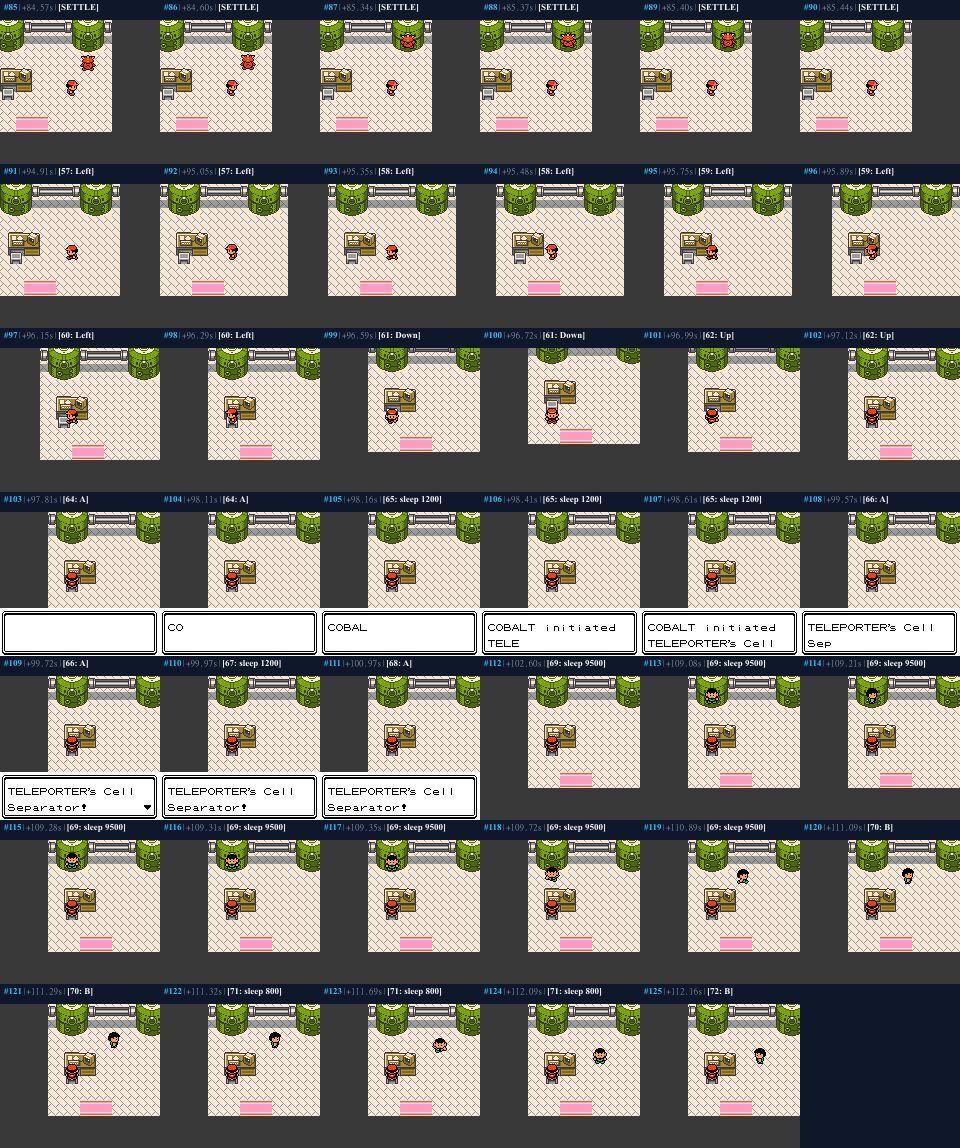 #85|+84.57s|[SETTLE]
#86|+84.60s|[SETTLE]
#87|+85.34s|[SETTLE]
#88|+85.37s|[SETTLE]
#89|+85.40s|[SETTLE]
#90|+85.44s|[SETTLE]
#91|+94.91s|[57: Left]
#92|+95.05s|[57: Left]
#93|+95.35s|[58: Left]
#94|+95.48s|[58: Left]
#95|+95.75s|[59: Left]
#96|+95.89s|[59: Left]
#97|+96.15s|[60: Left]
#98|+96.29s|[60: Left]
#99|+96.59s|[61: Down]
#100|+96.72s|[61: Down]
#101|+96.99s|[62: Up]
#102|+97.12s|[62: Up]
#103|+97.81s|[64: A]
#104|+98.11s|[64: A]
#105|+98.16s|[65: sleep 1200]
#106|+98.41s|[65: sleep 1200]
#107|+98.61s|[65: sleep 1200]
#108|+99.57s|[66: A]
CO
COBAL
COBALT initiated
TELE
COBALT initiated
TELEPORTER's Cell
TELEPORTER's Cell
Sep
#109|+99.72s|[66: A]
#110|+99.97s|[67: sleep 1200]
#111|+100.97s|[68: A]
#112|+102.60s|[69: sleep 9500]
#113|+109.08s|[69: sleep 9500]
#114|+109.21s|[69: sleep 9500]
TELEPORTER's Cell
Separator!
TELEPORTER's Cell
Separator!
TELEPORTER's Cell
Separator!
#115|+109.28s|[69: sleep 9500]
#116|+109.31s|[69: sleep 9500]
#117|+109.35s|[69: sleep 9500]
#118|+109.72s|[69: sleep 9500]
#119|+110.89s|[69: sleep 9500]
#120|+111.09s|[70: B]
#121|+111.29s|[70: B]
#122|+111.32s|[71: sleep 800]
#123|+111.69s|[71: sleep 800]
#124|+112.09s|[71: sleep 800]
#125|+112.16s|[72: B]